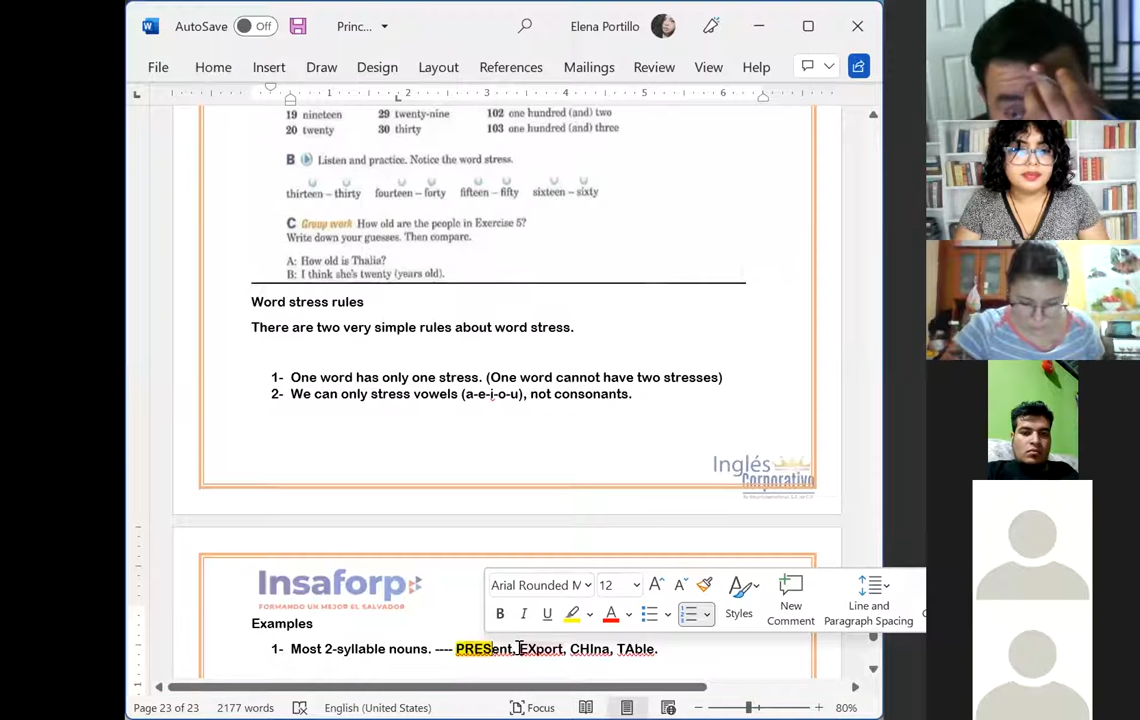 AutoSave Off Princ... Elena Portillo
File Home Insert Draw Design Layout References Mailings Review View Help
1 2 3 4 5 6
19 nineteen 29 twenty-nine 102 one hundred (and) two
20 twenty 30 thirty 103 one hundred (and) three
B Listen and practice. Notice the word stress.
thirteen – thirty fourteen – forty fifteen – fifty sixteen – sixty
C Group work How old are the people in Exercise 5?
Write down your guesses. Then compare.
A: How old is Thalia?
B: I think she's twenty (years old).
Word stress rules
There are two very simple rules about word stress.
1- One word has only one stress. (One word cannot have two stresses)
2- We can only stress vowels (a-e-i-o-u), not consonants.
Inglés
Corporativo
Insaforp
FORMANDO UN MEJOR EL SALVADOR
Arial Rounded M 12
B I U A Styles New Comment Line and Paragraph Spacing
Examples
1- Most 2-syllable nouns. ---- PRESent, EXport, CHIna, TAble.
Page 23 of 23 2177 words English (United States) Focus 80%